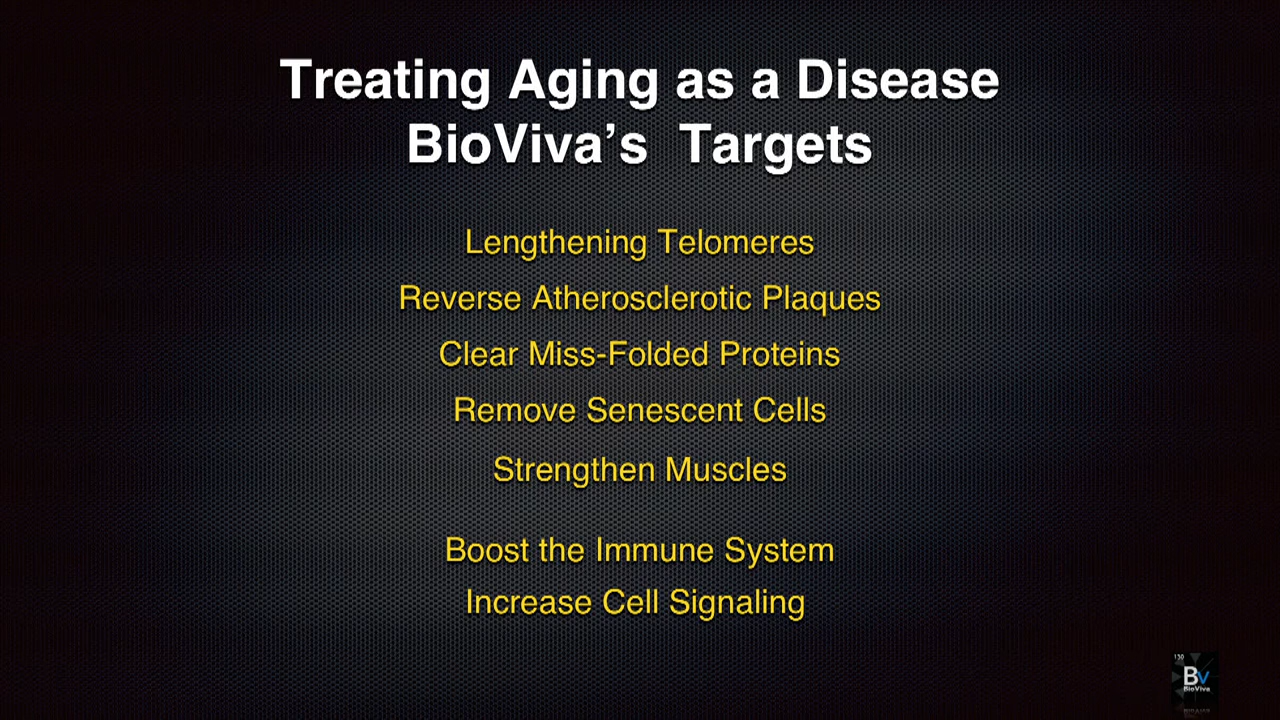 Treating Aging as a Disease
BioViva’s Targets
Lengthening Telomeres
Reverse Atherosclerotic Plaques
Clear Miss-Folded Proteins
Remove Senescent Cells
Strengthen Muscles
Boost the Immune System
Increase Cell Signaling
130
Bv
BioViva